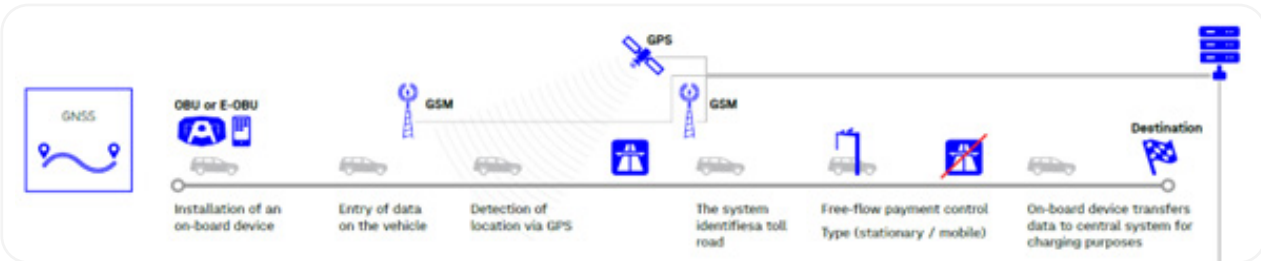 GPS
GNSS
OBU or E-OBU
GSM
GSM
Destination
Installation of an
on-board device
Entry of data
on the vehicle
Detection of
location via GPS
The system
identifiesa toll
road
Free-flow payment control
Type (stationary / mobile)
On-board device transfers
data to central system for
charging purposes